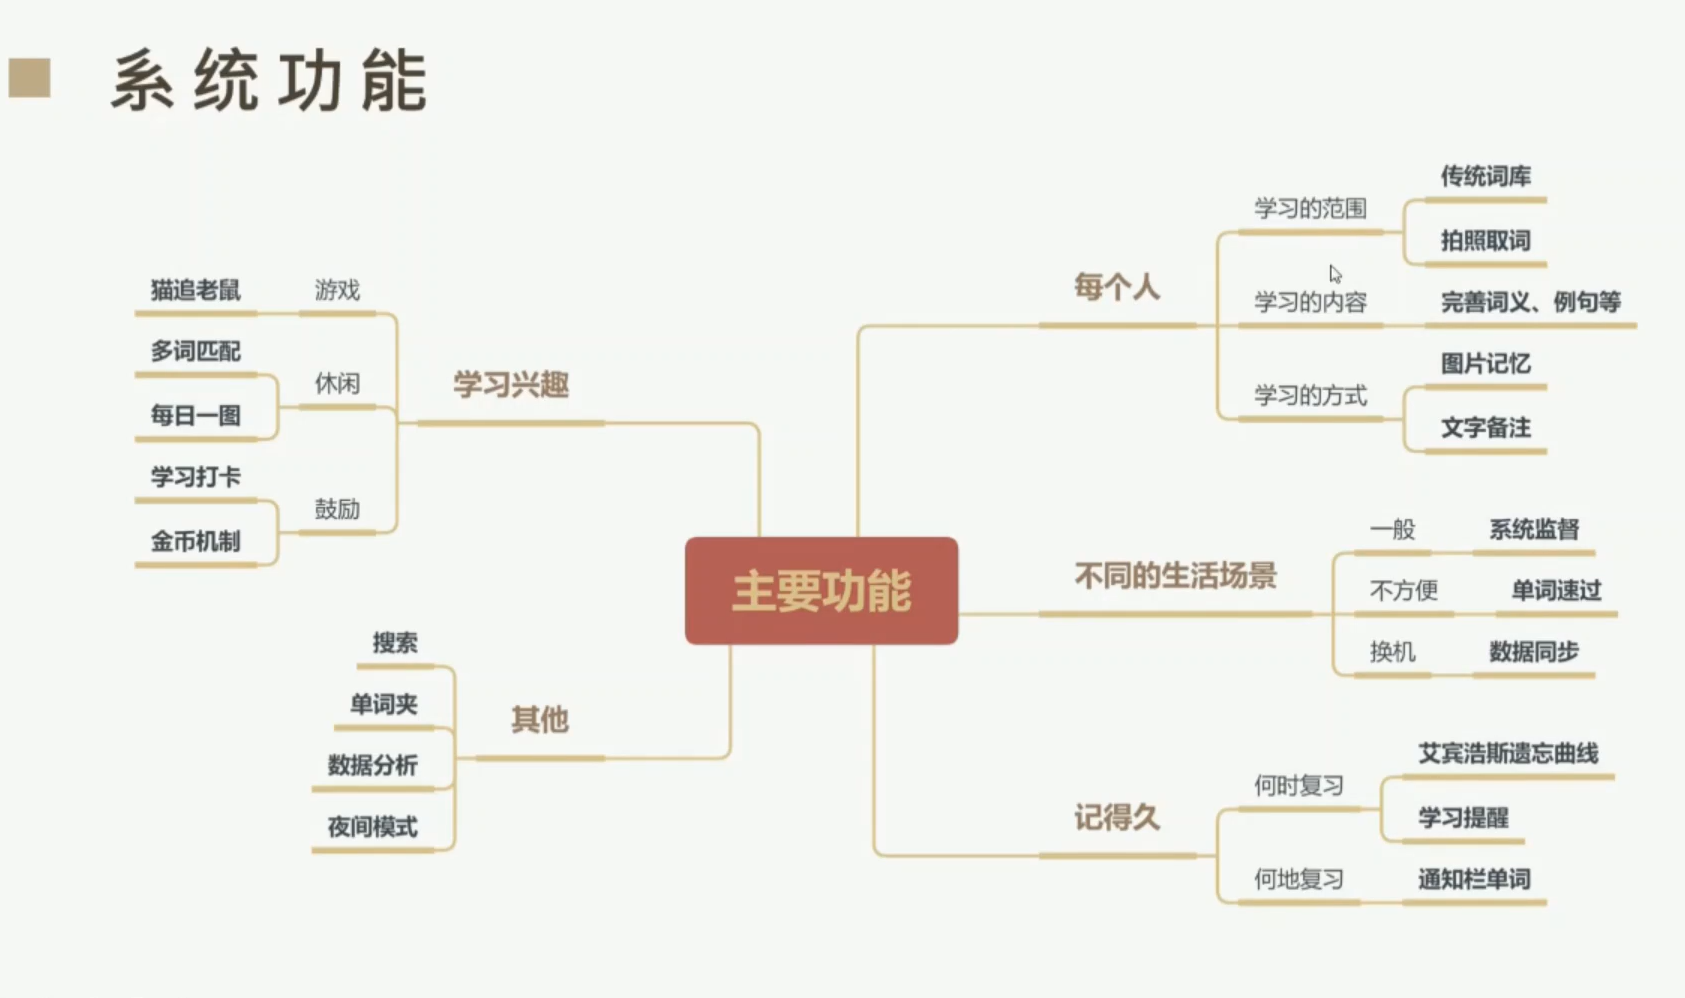 系统功能
主要功能
每个人
学习的范围
传统词库
拍照取词
学习的内容
完善词义、例句等
学习的方式
图片记忆
文字备注
不同的生活场景
一般
系统监督
不方便
单词速过
换机
数据同步
记得久
何时复习
艾宾浩斯遗忘曲线
学习提醒
何地复习
通知栏单词
学习兴趣
游戏
猫追老鼠
休闲
多词匹配
每日一图
鼓励
学习打卡
金币机制
其他
搜索
单词夹
数据分析
夜间模式